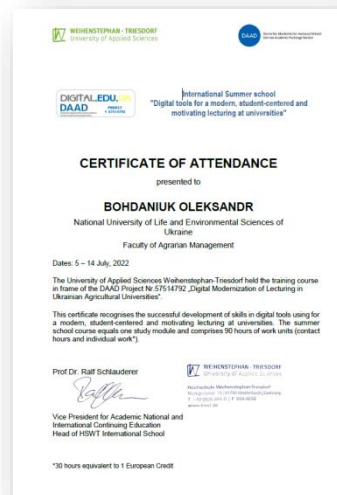 WEIHENSTEPHAN · TRIESDORF
University of Applied Sciences
DAAD
DIGITAL.EDU
DAAD
International Summer school
"Digital tools for a modern, student-centered and
motivating lecturing at universities"
CERTIFICATE OF ATTENDANCE
presented to
BOHDANIUK OLEKSANDR
National University of Life and Environmental Sciences of
Ukraine
Faculty of Agrarian Management
Dates: 5 – 14 July, 2022
The University of Applied Sciences Weihenstephan-Triesdorf held the training course
in frame of the DAAD Project Nr.57514792 „Digital Modernization of Lecturing in
Ukrainian Agricultural Universities“.
This certificate recognises the successful development of skills in digital tools using for
a modern, student-centered and motivating lecturing at universities. The summer
school course equals one study module and comprises 90 hours of work units (contact
hours and individual work*).
Prof.Dr. Ralf Schlauderer
WEIHENSTEPHAN · TRIESDORF
University of Applied Sciences
Hochschule Weihenstephan-Triesdorf
Vice President for Academic National and
International Continuing Education
Head of HSWT International School
*30 hours equivalent to 1 European Credit